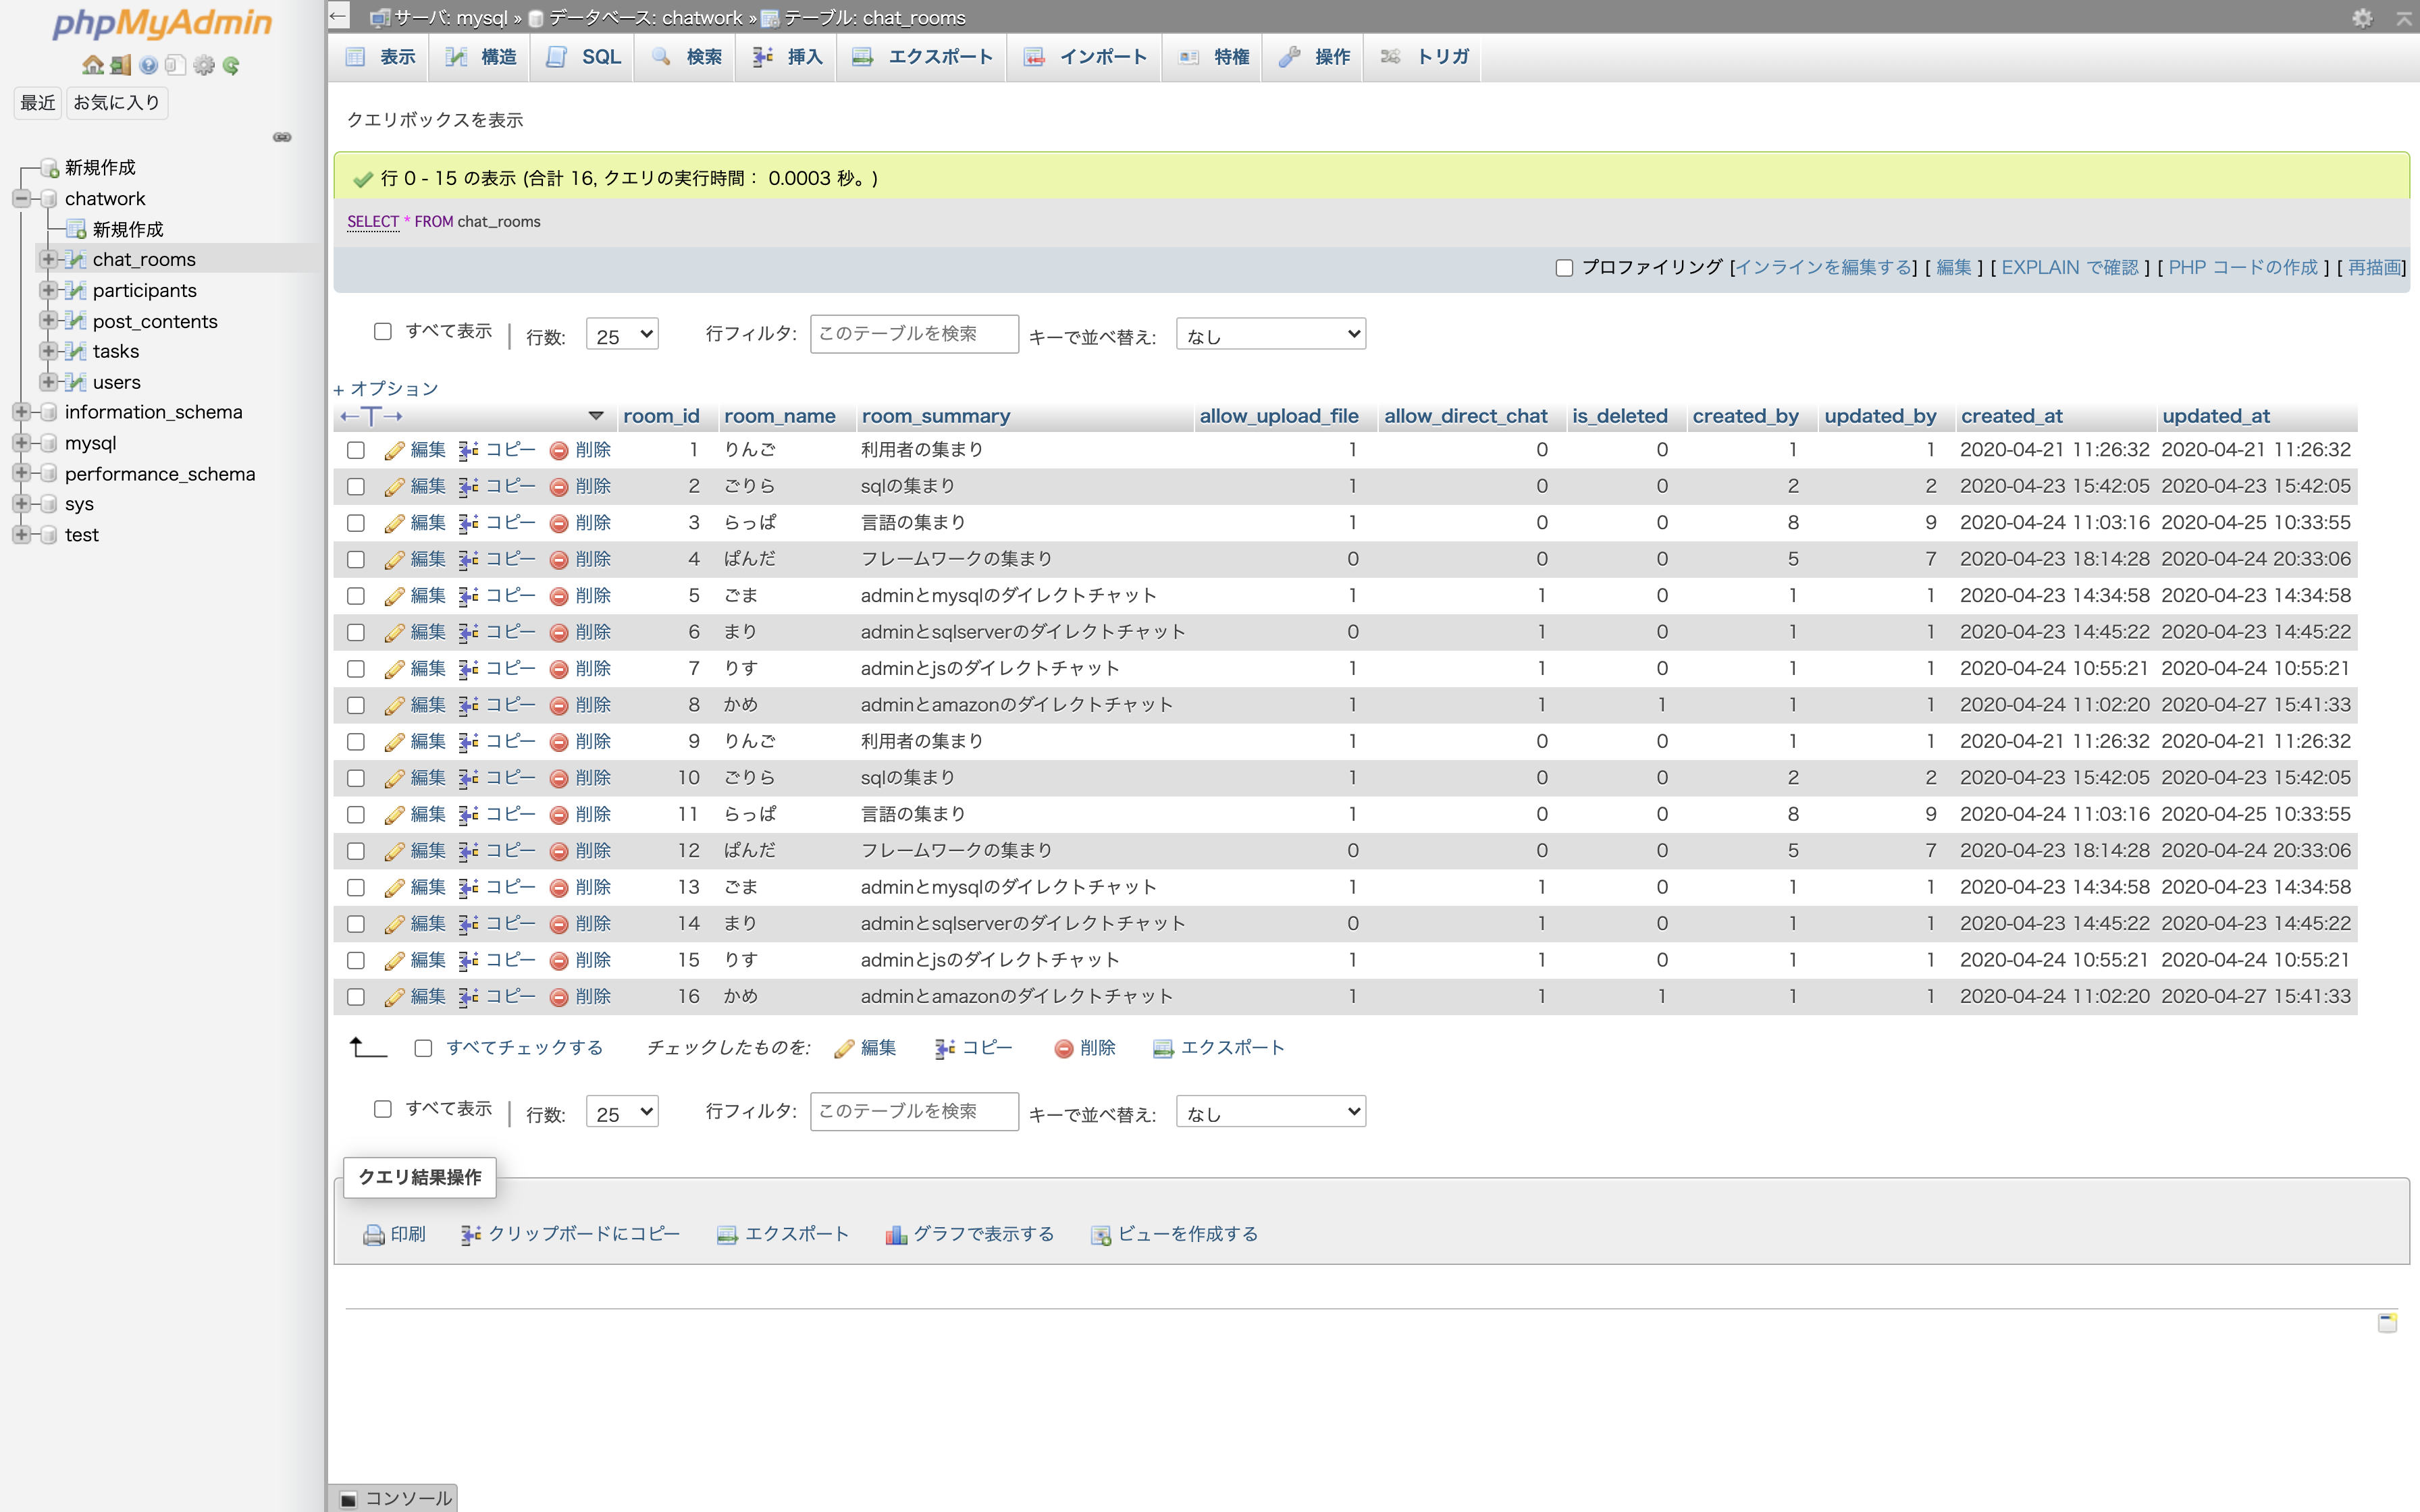 phpMyAdmin
最近 お気に入り
新規作成
chatwork
新規作成
chat_rooms
participants
post_contents
tasks
users
information_schema
mysql
performance_schema
sys
test
サーバ: mysql » データベース: chatwork » テーブル: chat_rooms
表示 構造 SQL 検索 挿入 エクスポート インポート 特権 操作 トリガ
クエリボックスを表示
行 0 - 15 の表示 (合計 16, クエリの実行時間： 0.0003 秒。)
SELECT * FROM chat_rooms
プロファイリング [インラインを編集する] [ 編集 ] [ EXPLAIN で確認 ] [ PHP コードの作成 ] [ 再描画]
すべて表示 | 行数: 25 行フィルタ: このテーブルを検索 キーで並べ替え: なし
+ オプション
←T→ room_id room_name room_summary allow_upload_file allow_direct_chat is_deleted created_by updated_by created_at updated_at
編集 コピー 削除 1 りんご 利用者の集まり 1 0 0 1 1 2020-04-21 11:26:32 2020-04-21 11:26:32
編集 コピー 削除 2 ごりら sqlの集まり 1 0 0 2 2 2020-04-23 15:42:05 2020-04-23 15:42:05
編集 コピー 削除 3 らっぱ 言語の集まり 1 0 0 8 9 2020-04-24 11:03:16 2020-04-25 10:33:55
編集 コピー 削除 4 ぱんだ フレームワークの集まり 0 0 0 5 7 2020-04-23 18:14:28 2020-04-24 20:33:06
編集 コピー 削除 5 ごま adminとmysqlのダイレクトチャット 1 1 0 1 1 2020-04-23 14:34:58 2020-04-23 14:34:58
編集 コピー 削除 6 まり adminとsqlserverのダイレクトチャット 0 1 0 1 1 2020-04-23 14:45:22 2020-04-23 14:45:22
編集 コピー 削除 7 りす adminとjsのダイレクトチャット 1 1 0 1 1 2020-04-24 10:55:21 2020-04-24 10:55:21
編集 コピー 削除 8 かめ adminとamazonのダイレクトチャット 1 1 1 1 1 2020-04-24 11:02:20 2020-04-27 15:41:33
編集 コピー 削除 9 りんご 利用者の集まり 1 0 0 1 1 2020-04-21 11:26:32 2020-04-21 11:26:32
編集 コピー 削除 10 ごりら sqlの集まり 1 0 0 2 2 2020-04-23 15:42:05 2020-04-23 15:42:05
編集 コピー 削除 11 らっぱ 言語の集まり 1 0 0 8 9 2020-04-24 11:03:16 2020-04-25 10:33:55
編集 コピー 削除 12 ぱんだ フレームワークの集まり 0 0 0 5 7 2020-04-23 18:14:28 2020-04-24 20:33:06
編集 コピー 削除 13 ごま adminとmysqlのダイレクトチャット 1 1 0 1 1 2020-04-23 14:34:58 2020-04-23 14:34:58
編集 コピー 削除 14 まり adminとsqlserverのダイレクトチャット 0 1 0 1 1 2020-04-23 14:45:22 2020-04-23 14:45:22
編集 コピー 削除 15 りす adminとjsのダイレクトチャット 1 1 0 1 1 2020-04-24 10:55:21 2020-04-24 10:55:21
編集 コピー 削除 16 かめ adminとamazonのダイレクトチャット 1 1 1 1 1 2020-04-24 11:02:20 2020-04-27 15:41:33
すべてチェックする チェックしたものを: 編集 コピー 削除 エクスポート
すべて表示 | 行数: 25 行フィルタ: このテーブルを検索 キーで並べ替え: なし
クエリ結果操作
印刷 クリップボードにコピー エクスポート グラフで表示する ビューを作成する
コンソール